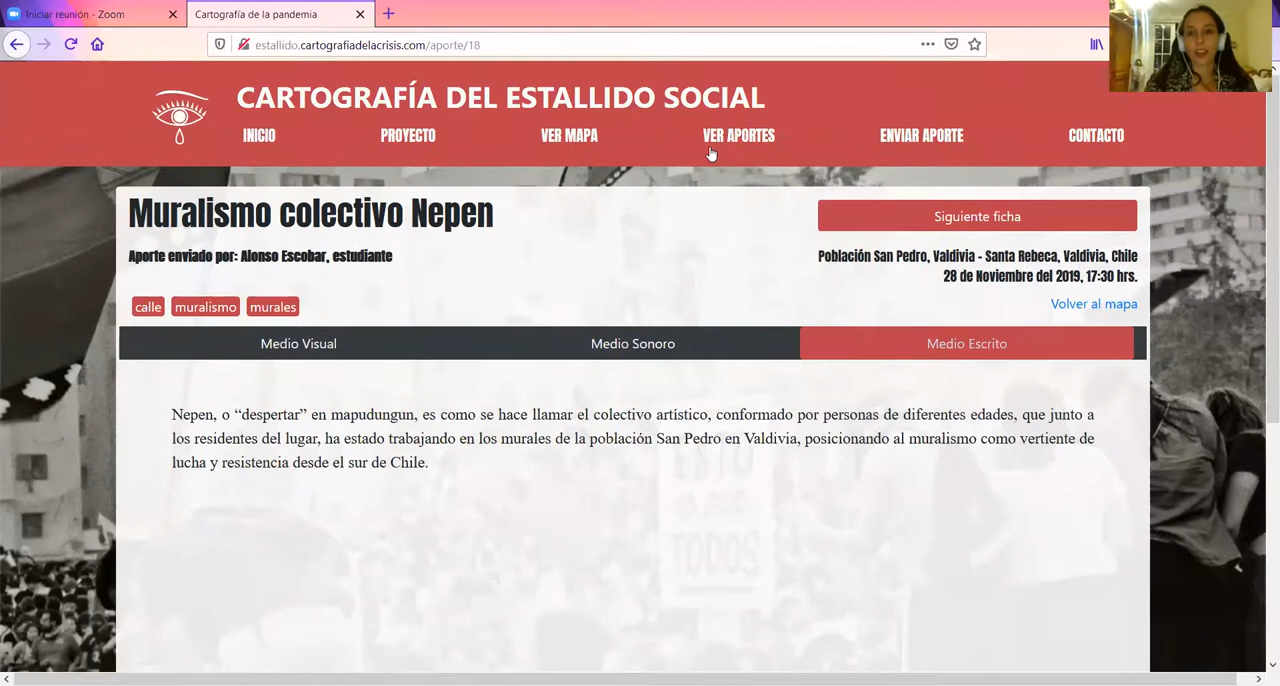 Iniciar reunión - Zoom
Cartografía de la pandemia
estallido.cartografiadelacrisis.com/aporte/18
CARTOGRAFÍA DEL ESTALLIDO SOCIAL
INICIO PROYECTO VER MAPA VER APORTES ENVIAR APORTE CONTACTO
Muralismo colectivo Nepen
Siguiente ficha
Aporte enviado por: Alonso Escobar, estudiante
Población San Pedro, Valdivia - Santa Rebeca, Valdivia, Chile
28 de Noviembre del 2019, 17:30 hrs.
calle muralismo murales
Volver al mapa
Medio Visual Medio Sonoro Medio Escrito
Nepen, o “despertar” en mapudungun, es como se hace llamar el colectivo artístico, conformado por personas de diferentes edades, que junto a
los residentes del lugar, ha estado trabajando en los murales de la población San Pedro en Valdivia, posicionando al muralismo como vertiente de
lucha y resistencia desde el sur de Chile.
ESTO
TODOS